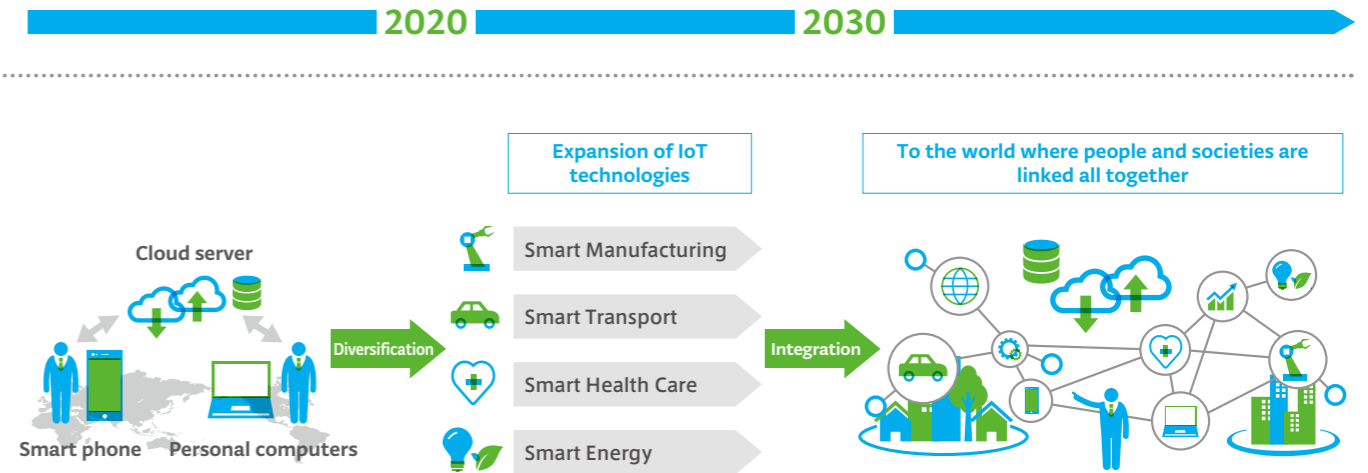 2020
2030
Expansion of IoT
technologies
To the world where people and societies are
linked all together
Cloud server
Smart phone
Personal computers
Diversification
Smart Manufacturing
Smart Transport
Smart Health Care
Smart Energy
Integration